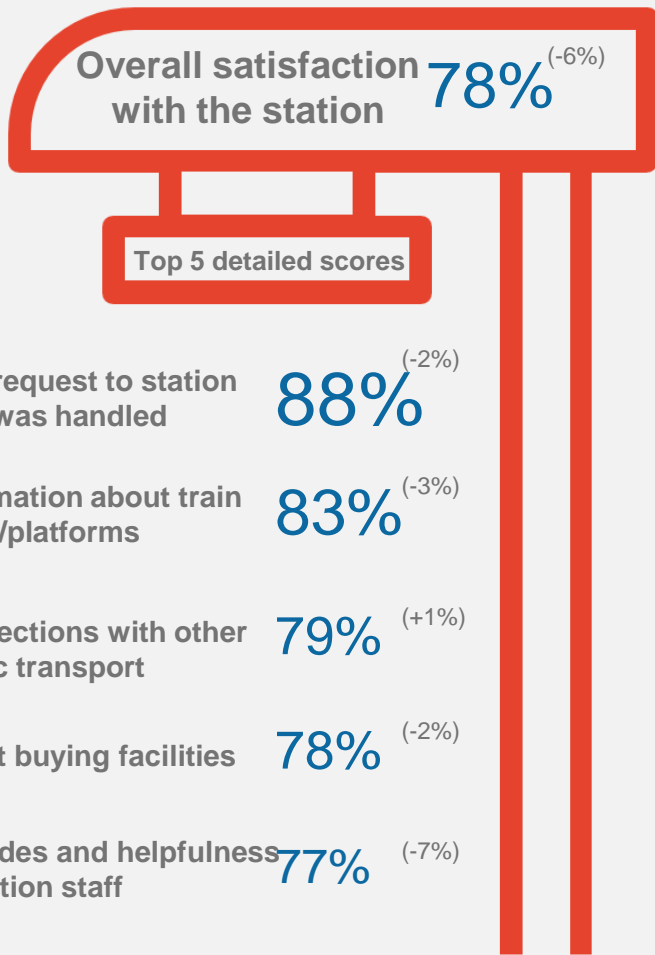 Overall satisfaction
with the station
78% (-6%)
Top 5 detailed scores
request to station
was handled
88% (-2%)
mation about train
/platforms
83% (-3%)
ections with other
c transport
79% (+1%)
t buying facilities
78% (-2%)
des and helpfulness
tion staff
77% (-7%)